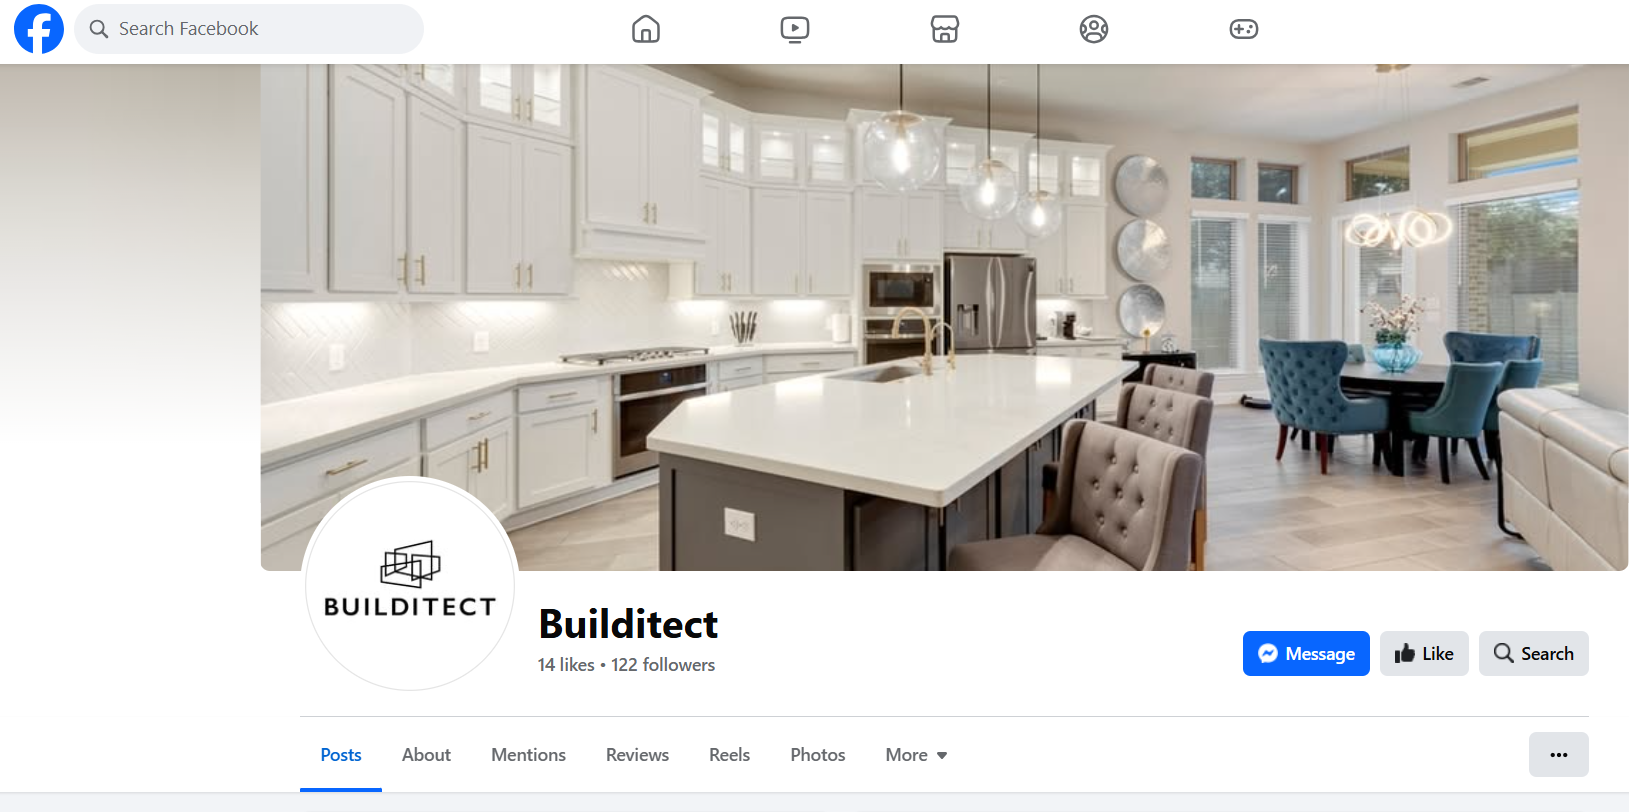 Search Facebook
BUILDITECT
Builditect
14 likes • 122 followers
Message
Like
Search
Posts
About
Mentions
Reviews
Reels
Photos
More